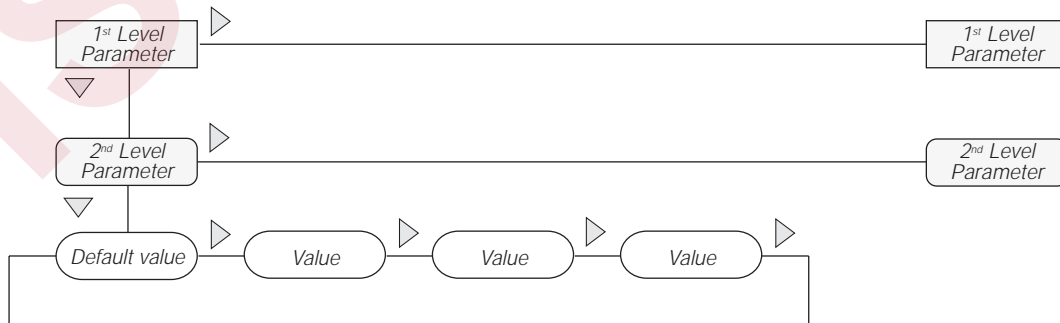 1st Level
Parameter
1st Level
Parameter
2nd Level
Parameter
2nd Level
Parameter
Default value
Value
Value
Value